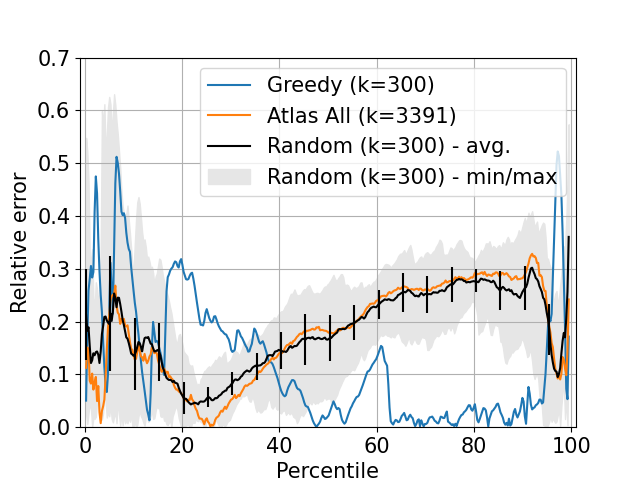 0.7
0.6
0.5
0.4
0.3
0.2
0.1
0.0
Relative error
Greedy (k=300)
Atlas All (k=3391)
Random (k=300) - avg.
Random (k=300) - min/max
0 20 40 60 80 100
Percentile